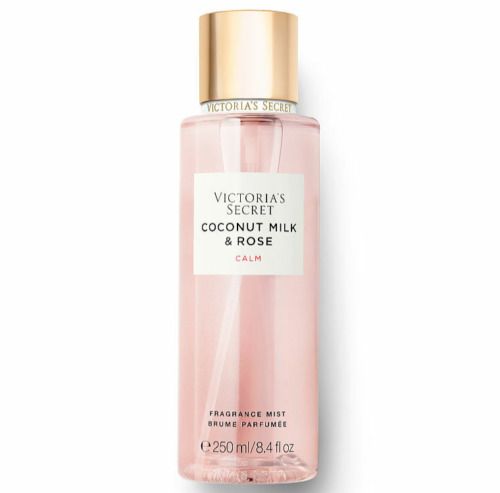 VICTORIA'S SECRET
VICTORIA'S
SECRET
COCONUT MILK
& ROSE
CALM
FRAGRANCE MIST
BRUME PARFUMÉE
℮ 250 ml/8.4 fl oz